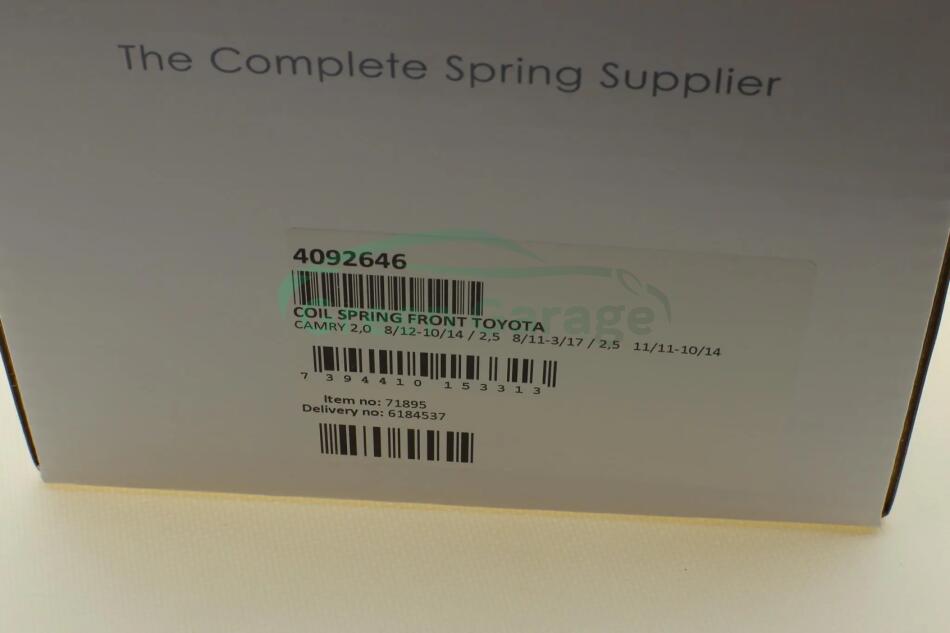 The Complete Spring Supplier
4092646
COIL SPRING FRONT TOYOTA
CAMRY 2,0 8/12-10/14 / 2,5 8/11-3/17 / 2,5 11/11-10/14
7 394410 153313
Item no: 71895
Delivery no: 6184537
Garage